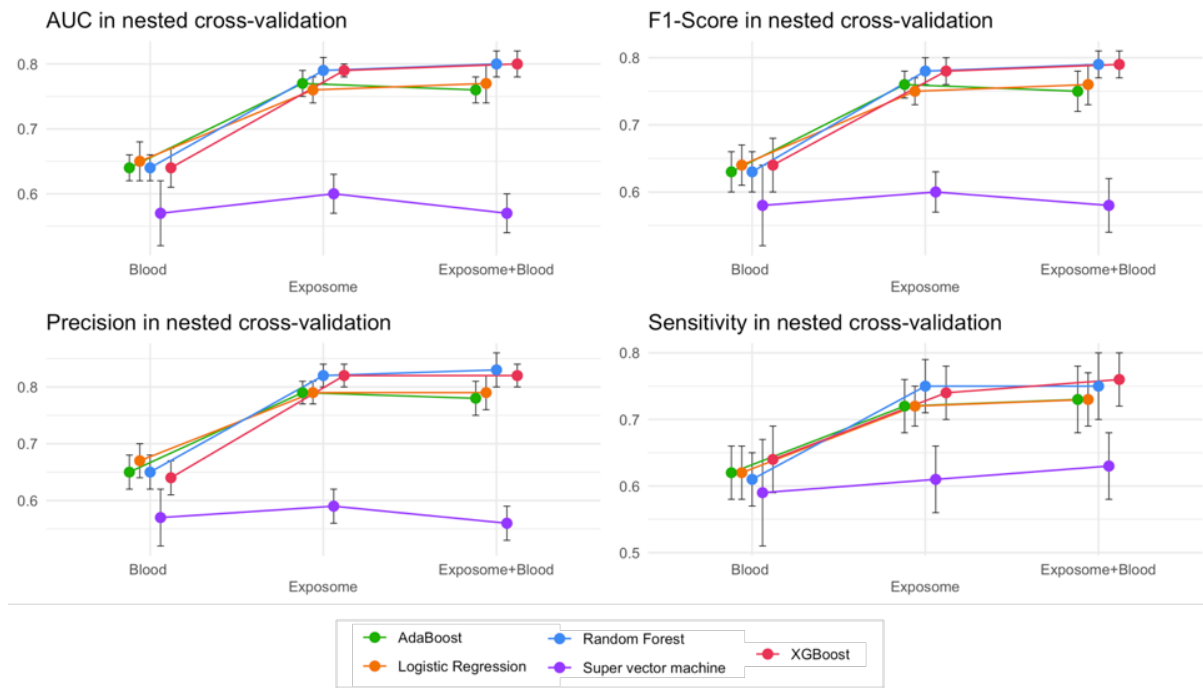 AUC in nested cross-validation
0.8
0.7
0.6
Blood
Exposome
Exposome+Blood
F1-Score in nested cross-validation
0.8
0.7
0.6
Blood
Exposome
Exposome+Blood
Precision in nested cross-validation
0.8
0.7
0.6
Blood
Exposome
Exposome+Blood
Sensitivity in nested cross-validation
0.8
0.7
0.6
0.5
Blood
Exposome
Exposome+Blood
AdaBoost
Random Forest
XGBoost
Logistic Regression
Super vector machine